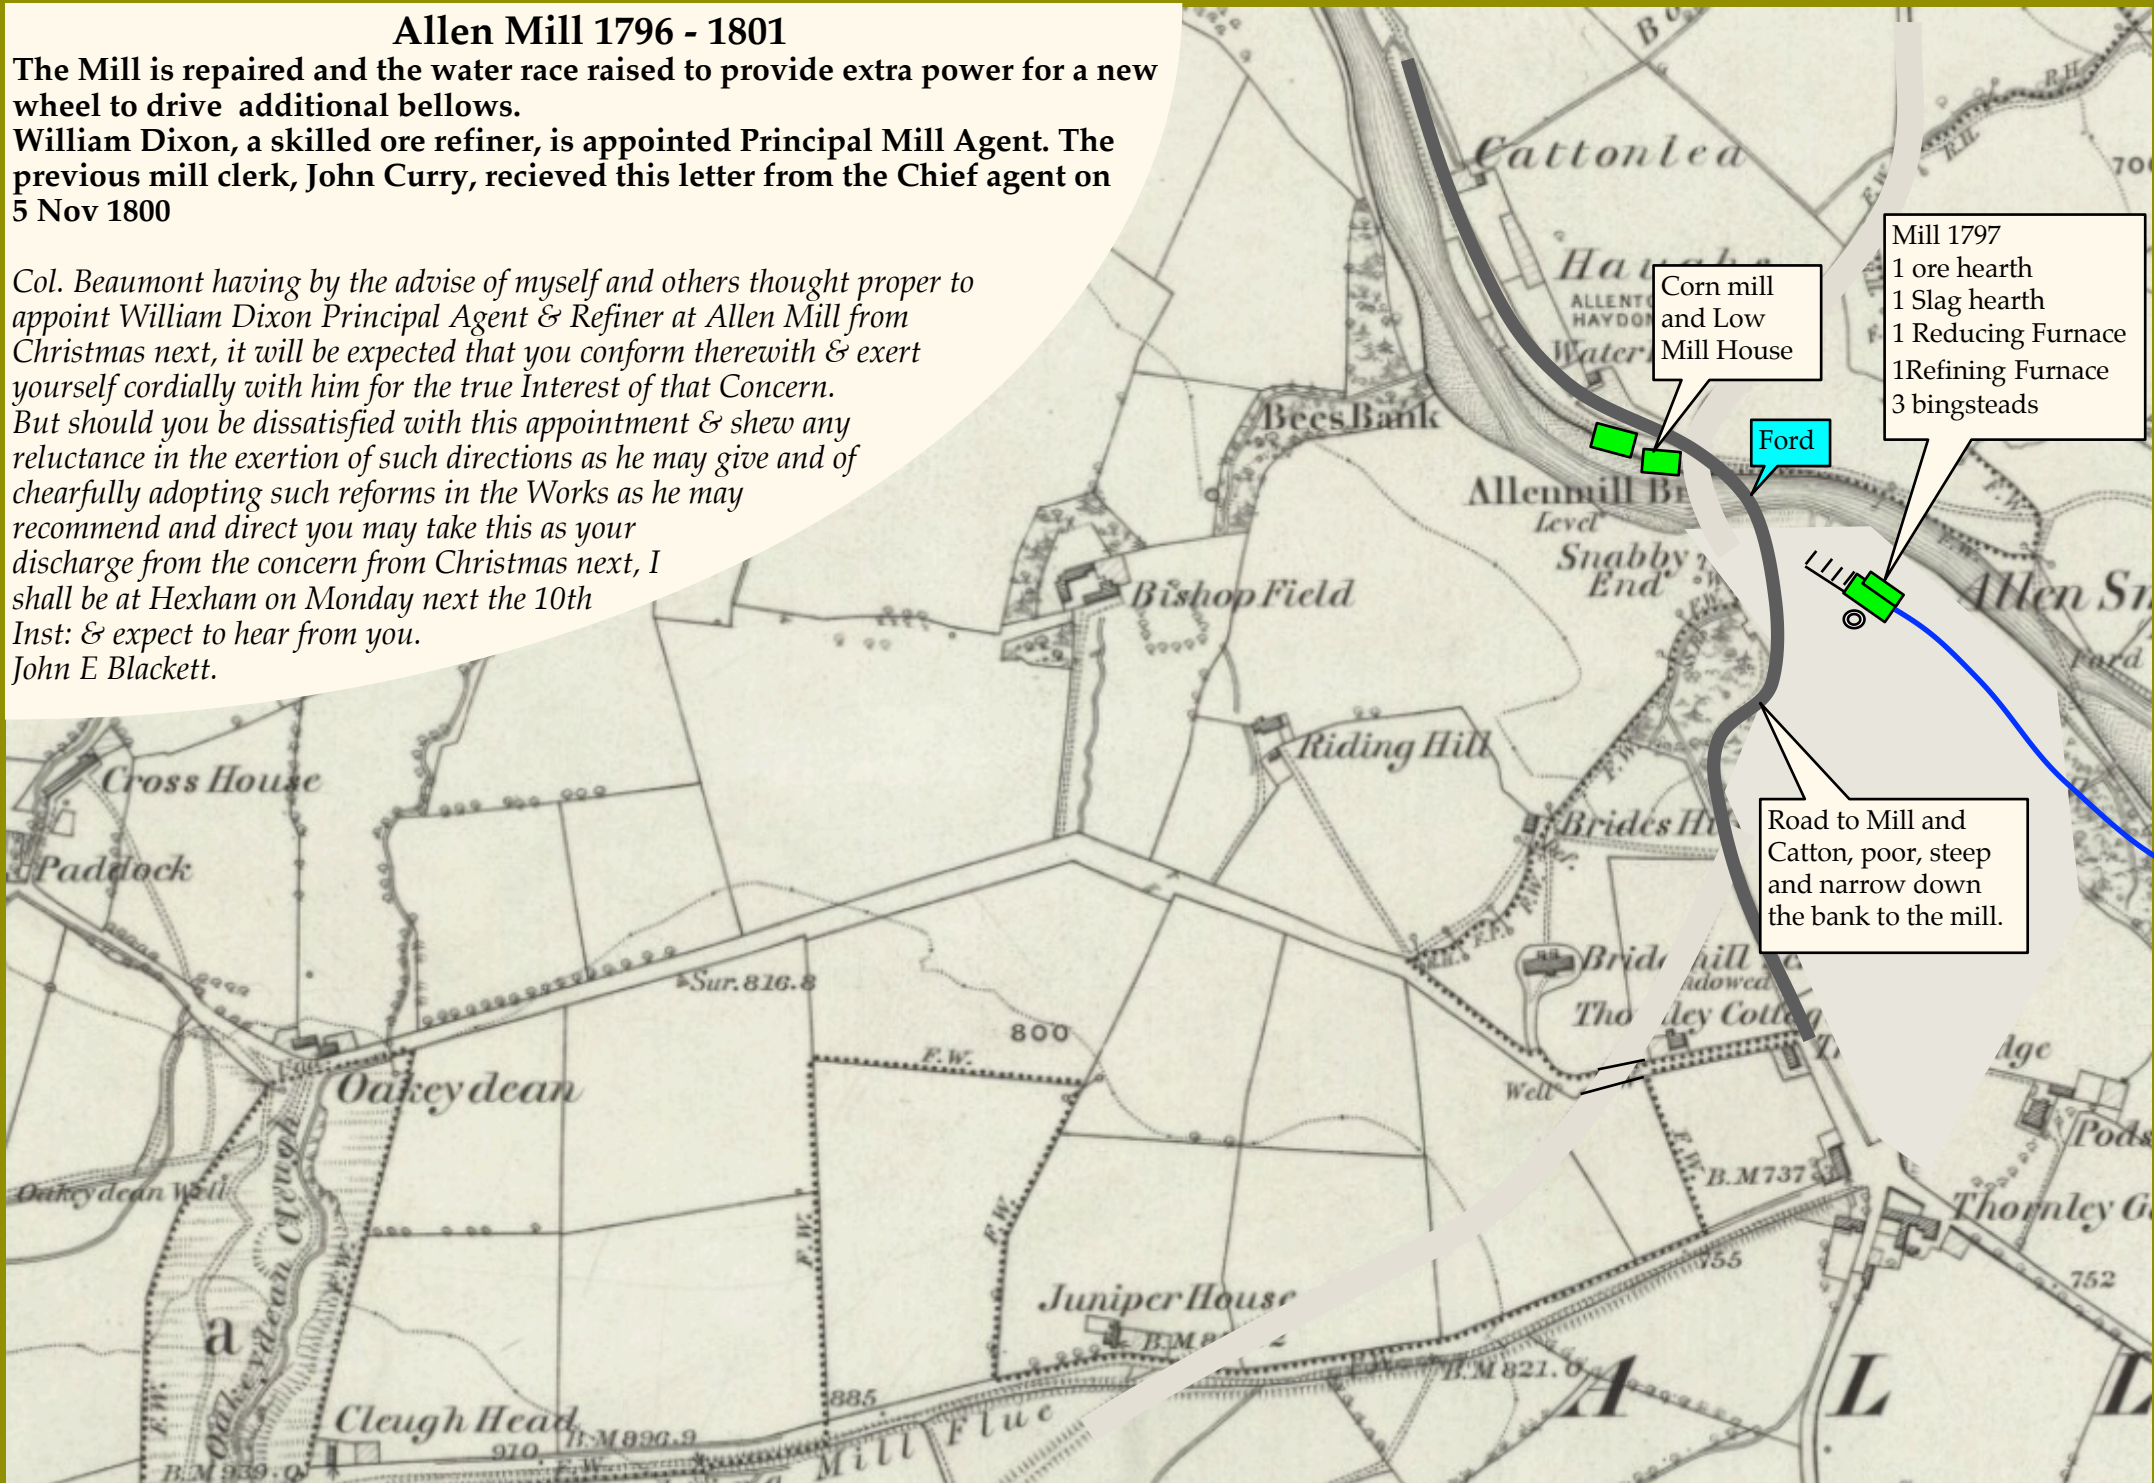 Allen Mill 1796 - 1801
The Mill is repaired and the water race raised to provide extra power for a new
wheel to drive additional bellows.
William Dixon, a skilled ore refiner, is appointed Principal Mill Agent. The
previous mill clerk, John Curry, recieved this letter from the Chief agent on
5 Nov 1800
Col. Beaumont having by the advise of myself and others thought proper to
appoint William Dixon Principal Agent & Refiner at Allen Mill from
Christmas next, it will be expected that you conform therewith & exert
yourself cordially with him for the true Interest of that Concern.
But should you be dissatisfied with this appointment & shew any
reluctance in the exertion of such directions as he may give and of
chearfully adopting such reforms in the Works as he may
recommend and direct you may take this as your
discharge from the concern from Christmas next, I
shall be at Hexham on Monday next the 10th
Inst: & expect to hear from you.
John E Blackett.
Cattonlea
R.H.
R.H.
F.W.
Mill 1797
1 ore hearth
1 Slag hearth
1 Reducing Furnace
1Refining Furnace
3 bingsteads
Corn mill
and Low
Mill House
Ford
Bees Bank
Allenmill
Level
Snabby
End
F.W.
F.W.
Allen
Ford
Bishop Field
Riding Hill
F.W.
Cross House
Paddock
Road to Mill and
Catton, poor, steep
and narrow down
the bank to the mill.
F.W.
Sur. 816.8
800
F.W.
Well
Oakeydean
B.M 737
F.W.
Oakeydean Well
Oakeydean Cleugh
F.W.
F.W.
F.W.
Thornley
755
752
Juniper House
B.M 821.0
a
A L L
885
Cleugh Head
B.M 896.9
910
F.W.
F.W.
Mill Flue
B.M 939.0